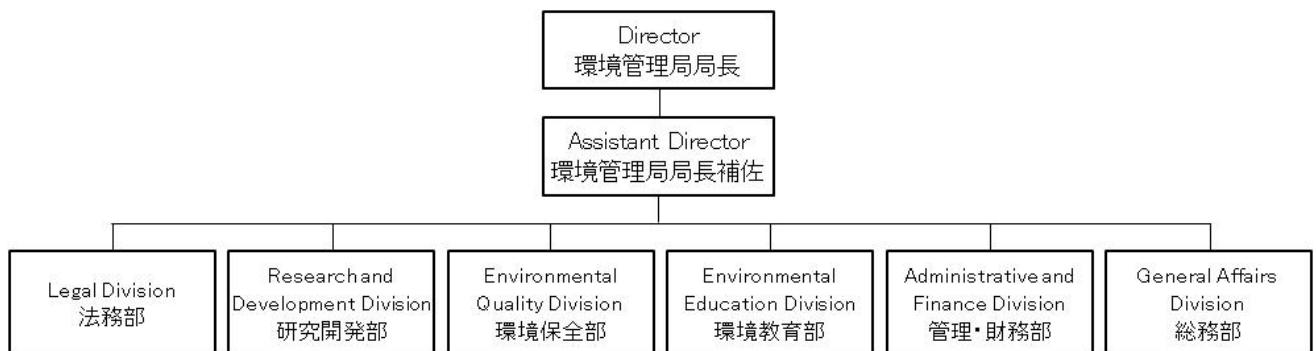 Director
環境管理局局長
Assistant Director
環境管理局局長補佐
Legal Division
法務部
Research and
Development Division
研究開発部
Environmental
Quality Division
環境保全部
Environmental
Education Division
環境教育部
Administrative and
Finance Division
管理・財務部
General Affairs
Division
総務部